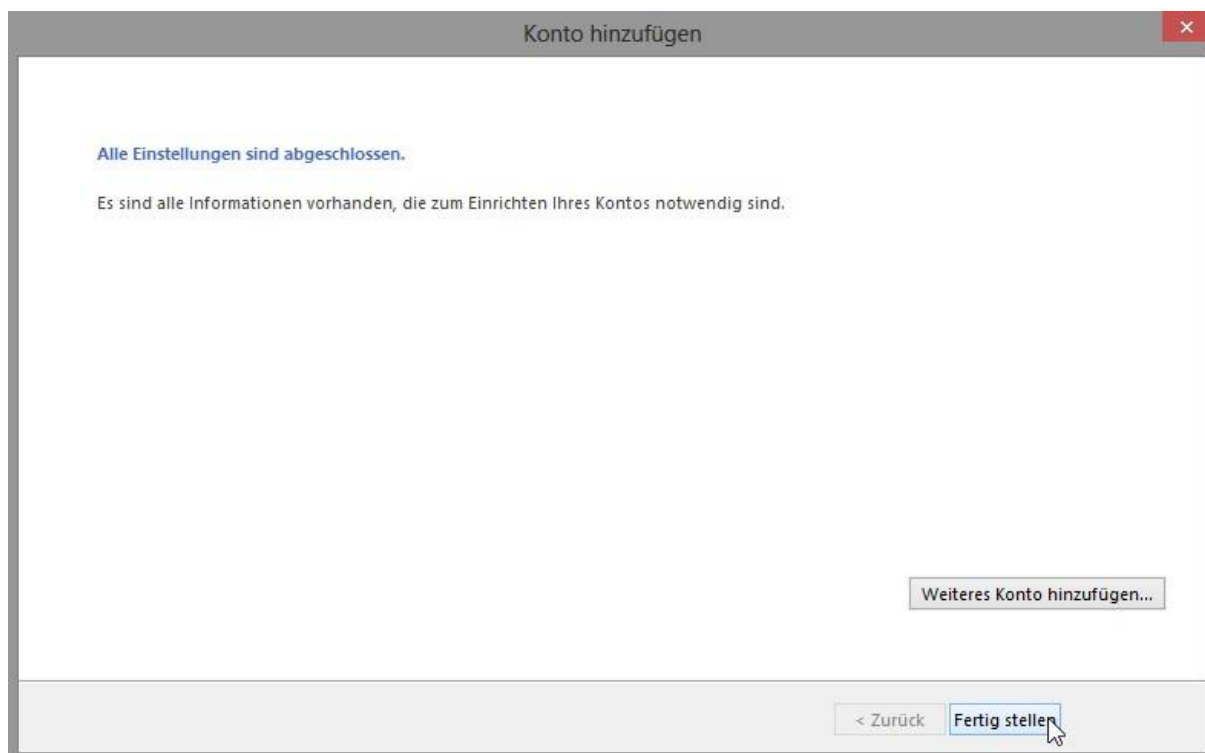 Konto hinzufügen
Alle Einstellungen sind abgeschlossen.
Es sind alle Informationen vorhanden, die zum Einrichten Ihres Kontos notwendig sind.
Weiteres Konto hinzufügen...
< Zurück
Fertig stellen